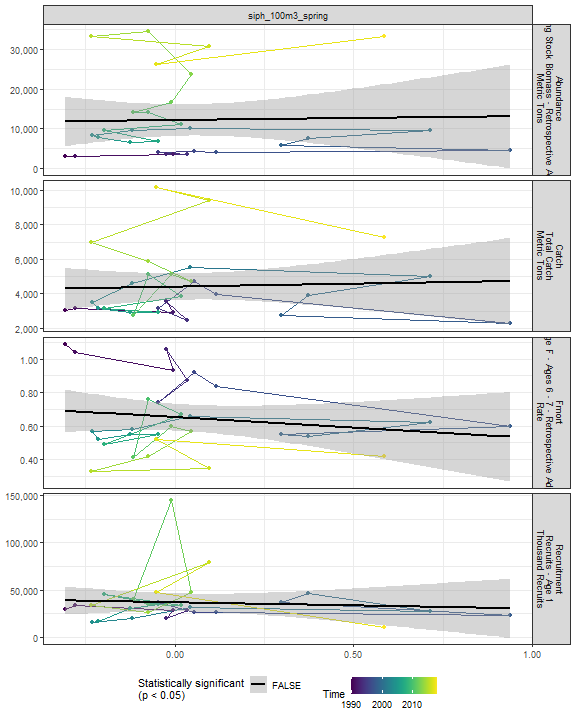 siph_100m3_spring
30,000
20,000
10,000
0
Abundance
Stock Biomass - Retrospective
Metric Tons
10,000
8,000
6,000
4,000
2,000
Catch
Total Catch
Metric Tons
1.00
0.80
0.60
0.40
Fmort
F - Ages 6 - 7 - Retrospective
Rate
150,000
100,000
50,000
0
Recruitment
Recruits - Age 1
Thousand Recruits
0.00
0.50
1.00
Statistically significant
(p < 0.05)
FALSE
Time
1990
2000
2010